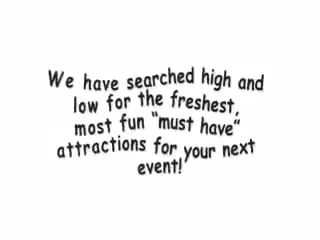 We have searched high and
low for the freshest,
most fun "must have"
attractions for your next
event!